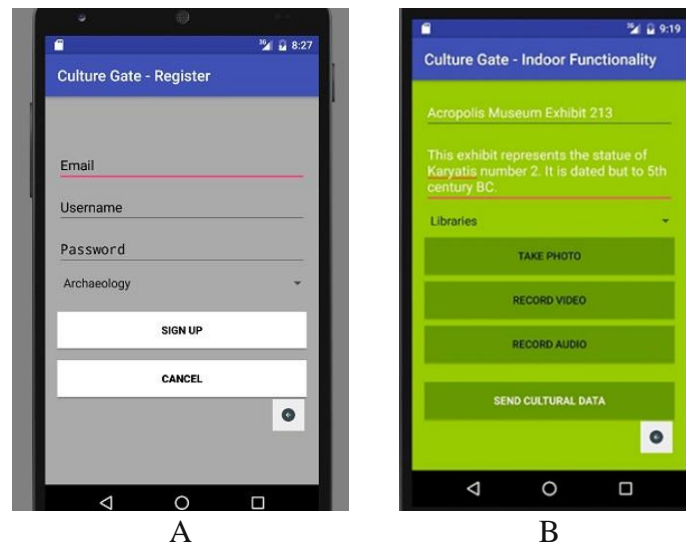 3G 8:27
Culture Gate - Register
Email
Username
Password
Archaeology
SIGN UP
CANCEL
A
3G 9:19
Culture Gate - Indoor Functionality
Acropolis Museum Exhibit 213
This exhibit represents the statue of
Karyatis number 2. It is dated but to 5th
century BC.
Libraries
TAKE PHOTO
RECORD VIDEO
RECORD AUDIO
SEND CULTURAL DATA
B